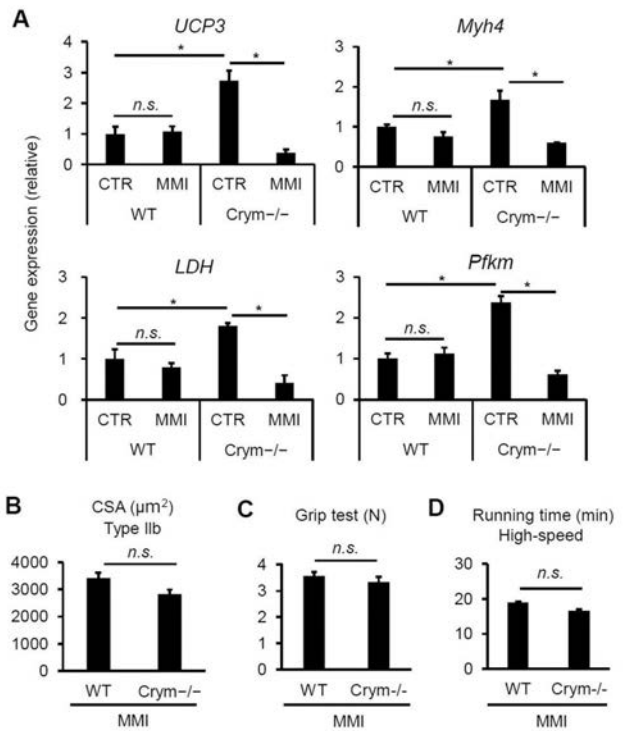 A
Gene expression (relative)
UCP3
4
3
2
1
0
*
*
n.s.
CTR MMI CTR MMI
WT Crym−/−
Myh4
3
2
1
0
*
*
n.s.
CTR MMI CTR MMI
WT Crym−/−
LDH
3
2
1
0
*
*
n.s.
CTR MMI CTR MMI
WT Crym−/−
Pfkm
3
2
1
0
*
*
n.s.
CTR MMI CTR MMI
WT Crym−/−
B
CSA (μm²)
Type IIb
4000
3000
2000
1000
0
n.s.
WT Crym−/−
MMI
C
Grip test (N)
4
3
2
1
0
n.s.
WT Crym-/-
MMI
D
Running time (min)
High-speed
30
20
10
0
n.s.
WT Crym-/-
MMI